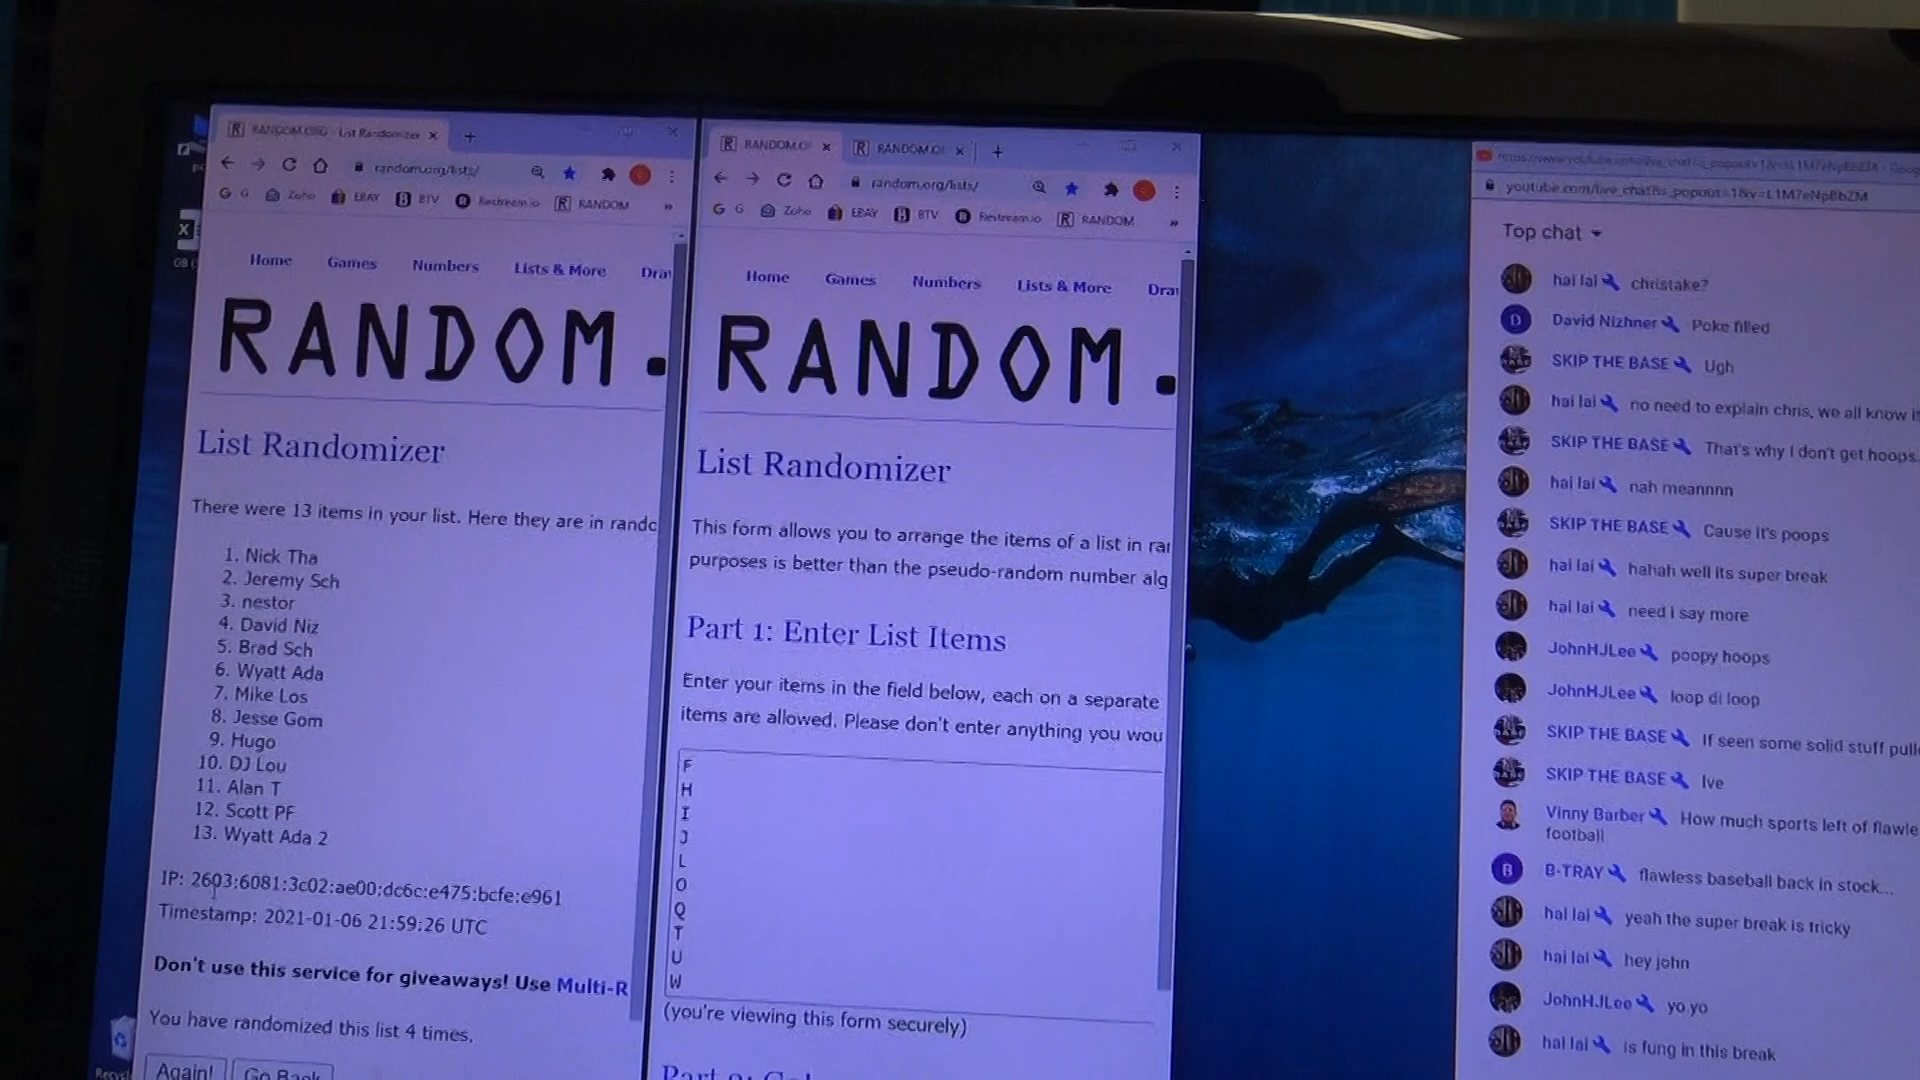 RANDOM.ORG - List Randomizer
random.org/lists/
G Zoho EBAY BTV Restream.io RANDOM »
Home Games Numbers Lists & More Dra
RANDOM.
List Randomizer
There were 13 items in your list. Here they are in rando
1. Nick Tha
2. Jeremy Sch
3. nestor
4. David Niz
5. Brad Sch
6. Wyatt Ada
7. Mike Los
8. Jesse Gom
9. Hugo
10. DJ Lou
11. Alan T
12. Scott PF
13. Wyatt Ada 2
IP: 2603:6081:3c02:ae00:dc6c:e475:bcfe:e961
Timestamp: 2021-01-06 21:59:26 UTC
Don't use this service for giveaways! Use Multi-R
You have randomized this list 4 times.
Again! Go Back
RANDOM.O RANDOM.O
random.org/lists/
G Zoho EBAY BTV Restream.io RANDOM »
Home Games Numbers Lists & More Dra
RANDOM.
List Randomizer
This form allows you to arrange the items of a list in ra
purposes is better than the pseudo-random number alg
Part 1: Enter List Items
Enter your items in the field below, each on a separate
items are allowed. Please don't enter anything you wou
F
H
I
J
L
O
Q
T
U
W
(you're viewing this form securely)
youtube.com/live_chat?is_popout=1&v=L1M7eNpBbZM
Top chat
hai lai christake?
David Nizhner Poke filled
SKIP THE BASE Ugh
hai lai no need to explain chris, we all know i
SKIP THE BASE That's why I don't get hoops.
hai lai nah meannnn
SKIP THE BASE Cause it's poops
hai lai hahah well its super break
hai lai need i say more
JohnHJLee poopy hoops
JohnHJLee loop di loop
SKIP THE BASE If seen some solid stuff pull
SKIP THE BASE Ive
Vinny Barber How much sports left of flawle
football
B-TRAY flawless baseball back in stock...
hai lai yeah the super break is tricky
hai lai hey john
JohnHJLee yo yo
hai lai is fung in this break